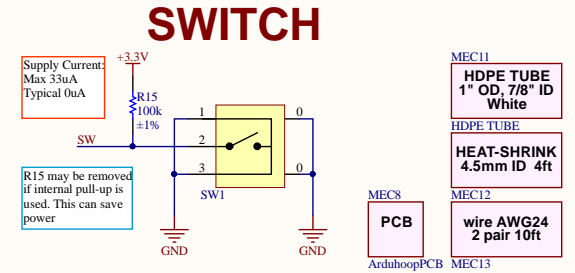 SWITCH
Supply Current:
Max 33uA
Typical 0uA
+3.3V
R15
100k
±1%
SW
1
2
3
0
0
SW1
R15 may be removed
if internal pull-up is
used. This can save
power
GND
GND
MEC11
HDPE TUBE
1" OD, 7/8" ID
White
HDPE TUBE
HEAT-SHRINK
4.5mm ID 4ft
MEC8
PCB
ArduhoopPCB
MEC12
wire AWG24
2 pair 10ft
MEC13